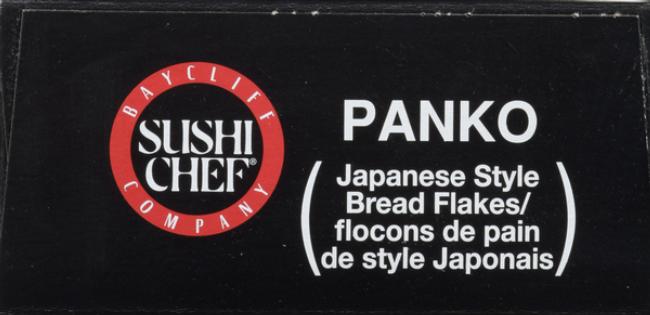 BAYCLIFF
SUSHI
CHEF®
COMPANY
PANKO
(Japanese Style
Bread Flakes/
flocons de pain
de style Japonais)